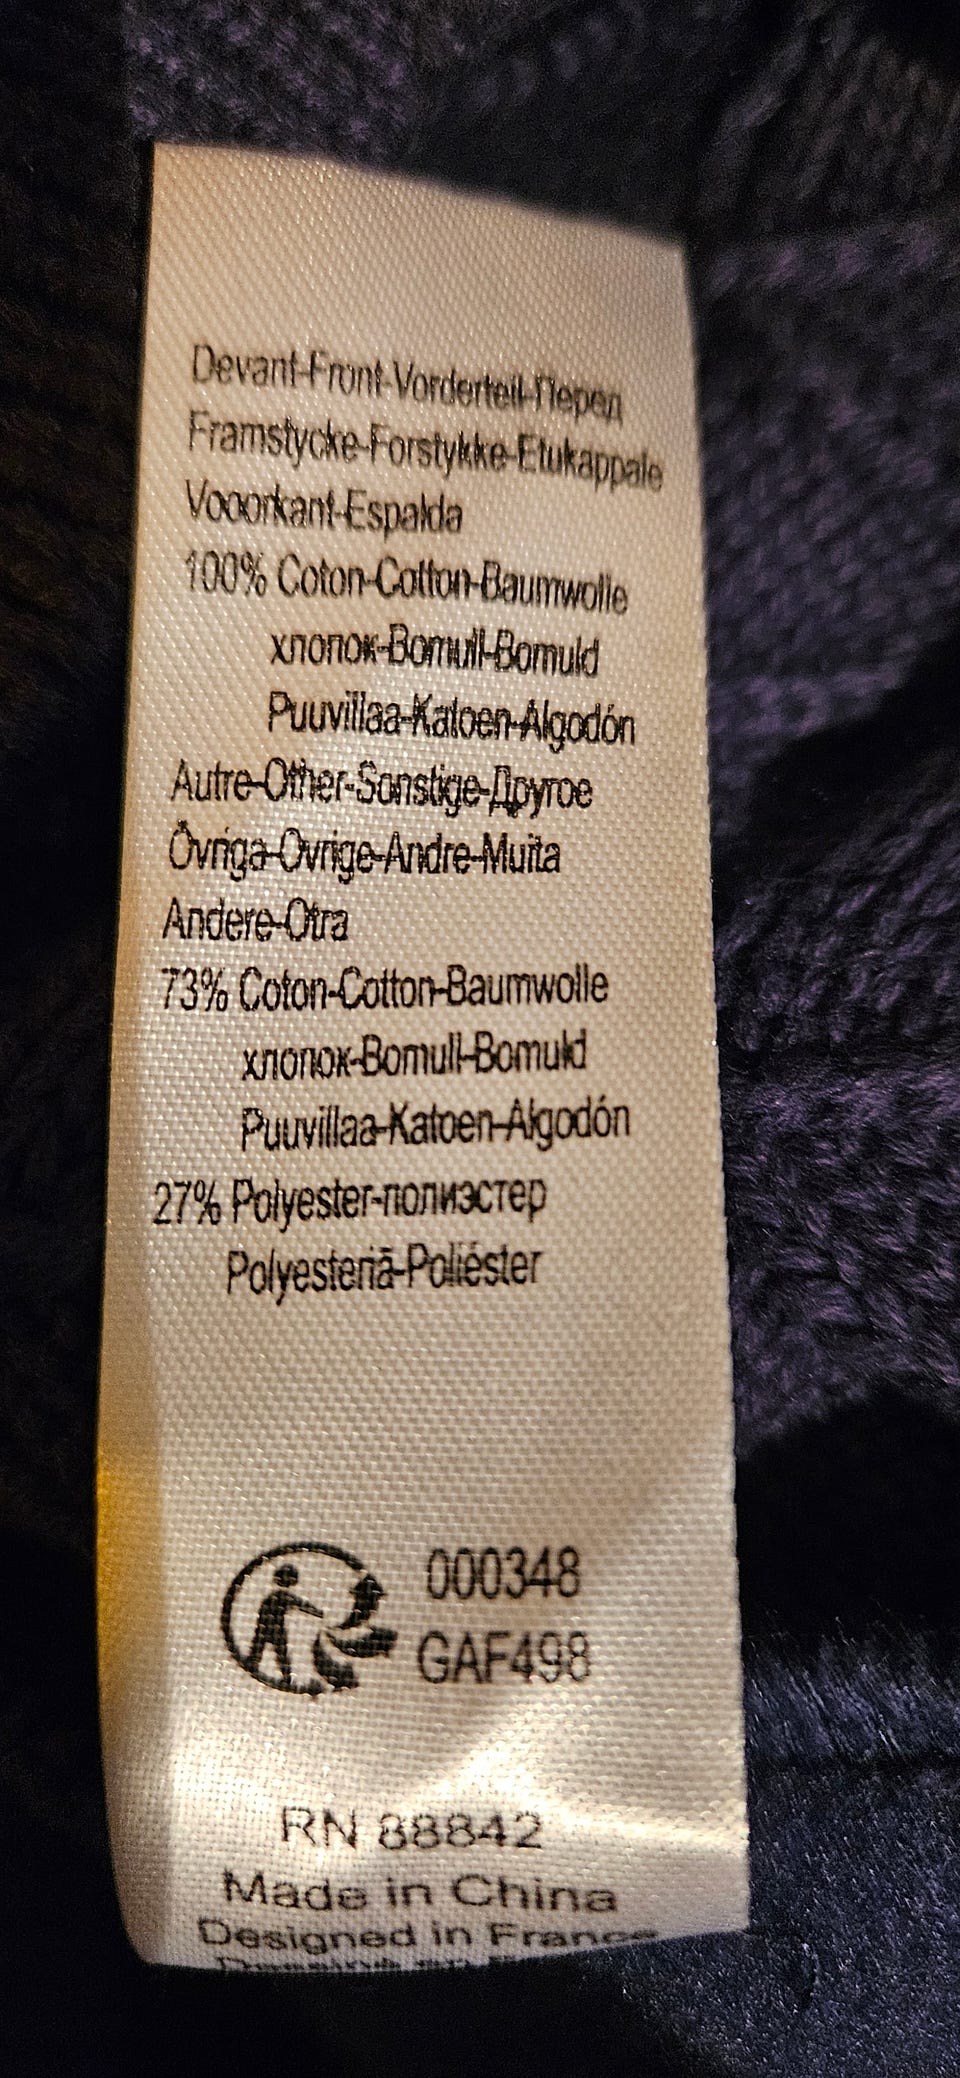 Devant-Front-Vorderteil-Перед
Framstycke-Forstykke-Etukappale
Vooorkant-Espalda
100% Coton-Cotton-Baumwolle
хлопок-Bomull-Bomuld
Puuvillaa-Katoen-Algodón
Autre-Other-Sonstige-Другое
Övriga-Ovrige-Andre-Muita
Andere-Otra
73% Coton-Cotton-Baumwolle
хлопок-Bomull-Bomuld
Puuvillaa-Katoen-Algodón
27% Polyester-полиэстер
Polyesteriä-Poliéster
000348
GAF498
RN 88842
Made in China
Designed in France